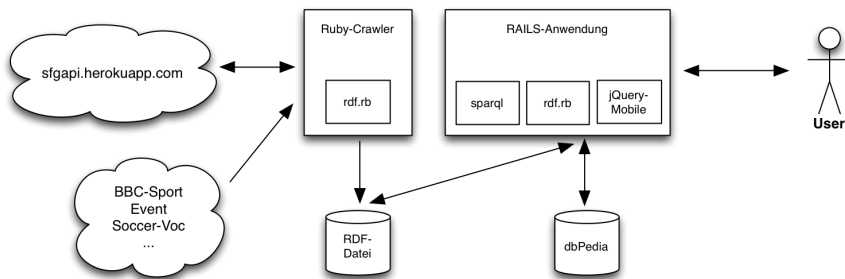 Ruby-Crawler
RAILS-Anwendung
sfgapi.herokuapp.com
rdf.rb
sparql
rdf.rb
jQuery-
Mobile
User
BBC-Sport
Event
Soccer-Voc
...
RDF-
Datei
dbPedia